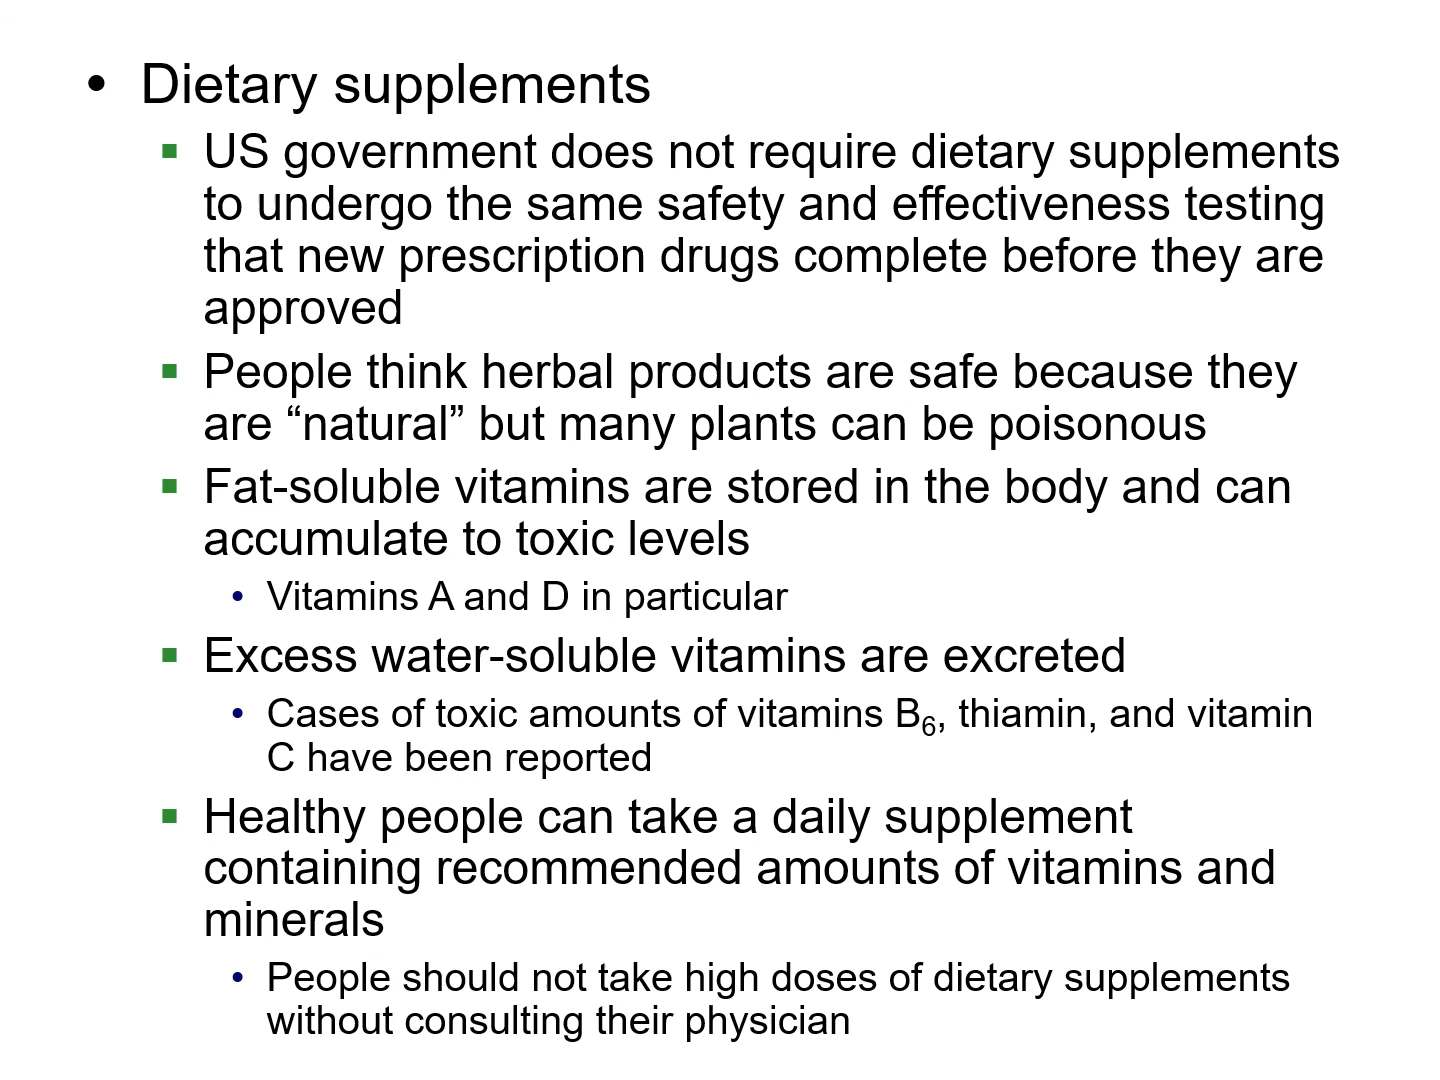 • Dietary supplements
▪ US government does not require dietary supplements
to undergo the same safety and effectiveness testing
that new prescription drugs complete before they are
approved
▪ People think herbal products are safe because they
are “natural” but many plants can be poisonous
▪ Fat-soluble vitamins are stored in the body and can
accumulate to toxic levels
• Vitamins A and D in particular
▪ Excess water-soluble vitamins are excreted
• Cases of toxic amounts of vitamins B₆, thiamin, and vitamin
C have been reported
▪ Healthy people can take a daily supplement
containing recommended amounts of vitamins and
minerals
• People should not take high doses of dietary supplements
without consulting their physician